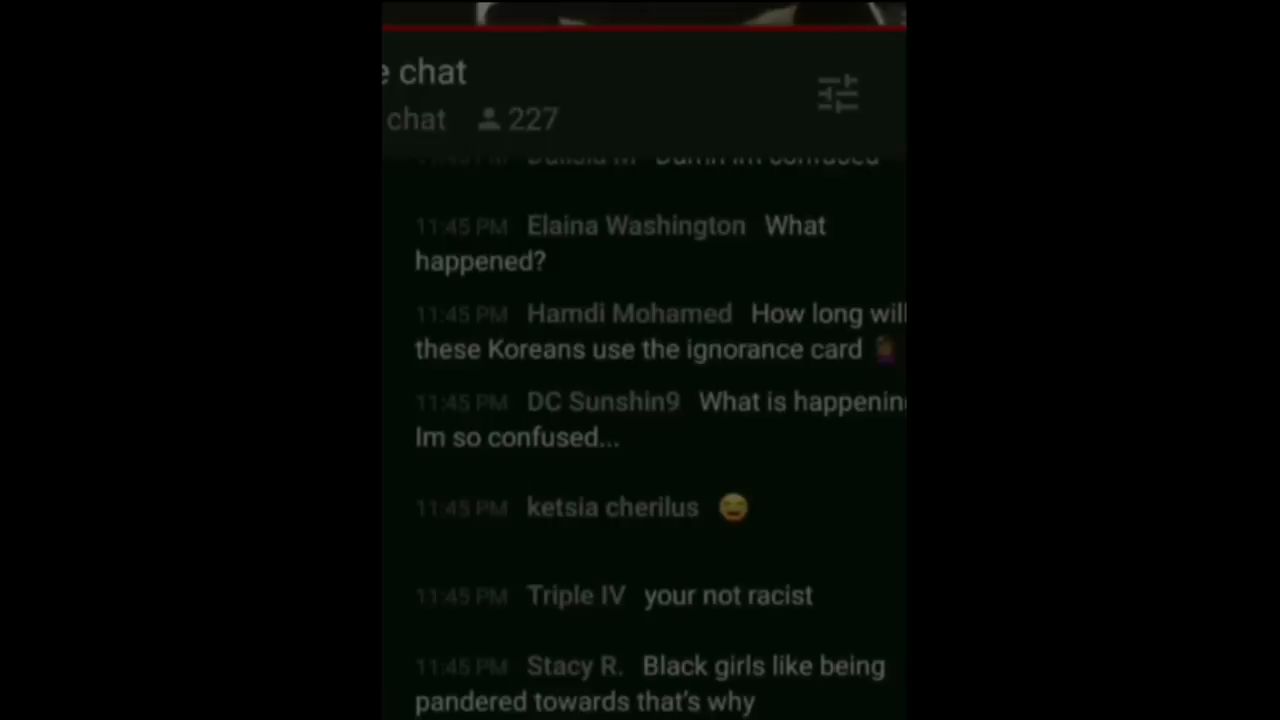 e chat
chat 227
11:45 PM Elaina Washington What
happened?
11:45 PM Hamdi Mohamed How long will
these Koreans use the ignorance card
11:45 PM DC Sunshin9 What is happenin
Im so confused...
11:45 PM ketsia cherilus
11:45 PM Triple IV your not racist
11:45 PM Stacy R. Black girls like being
pandered towards that's why